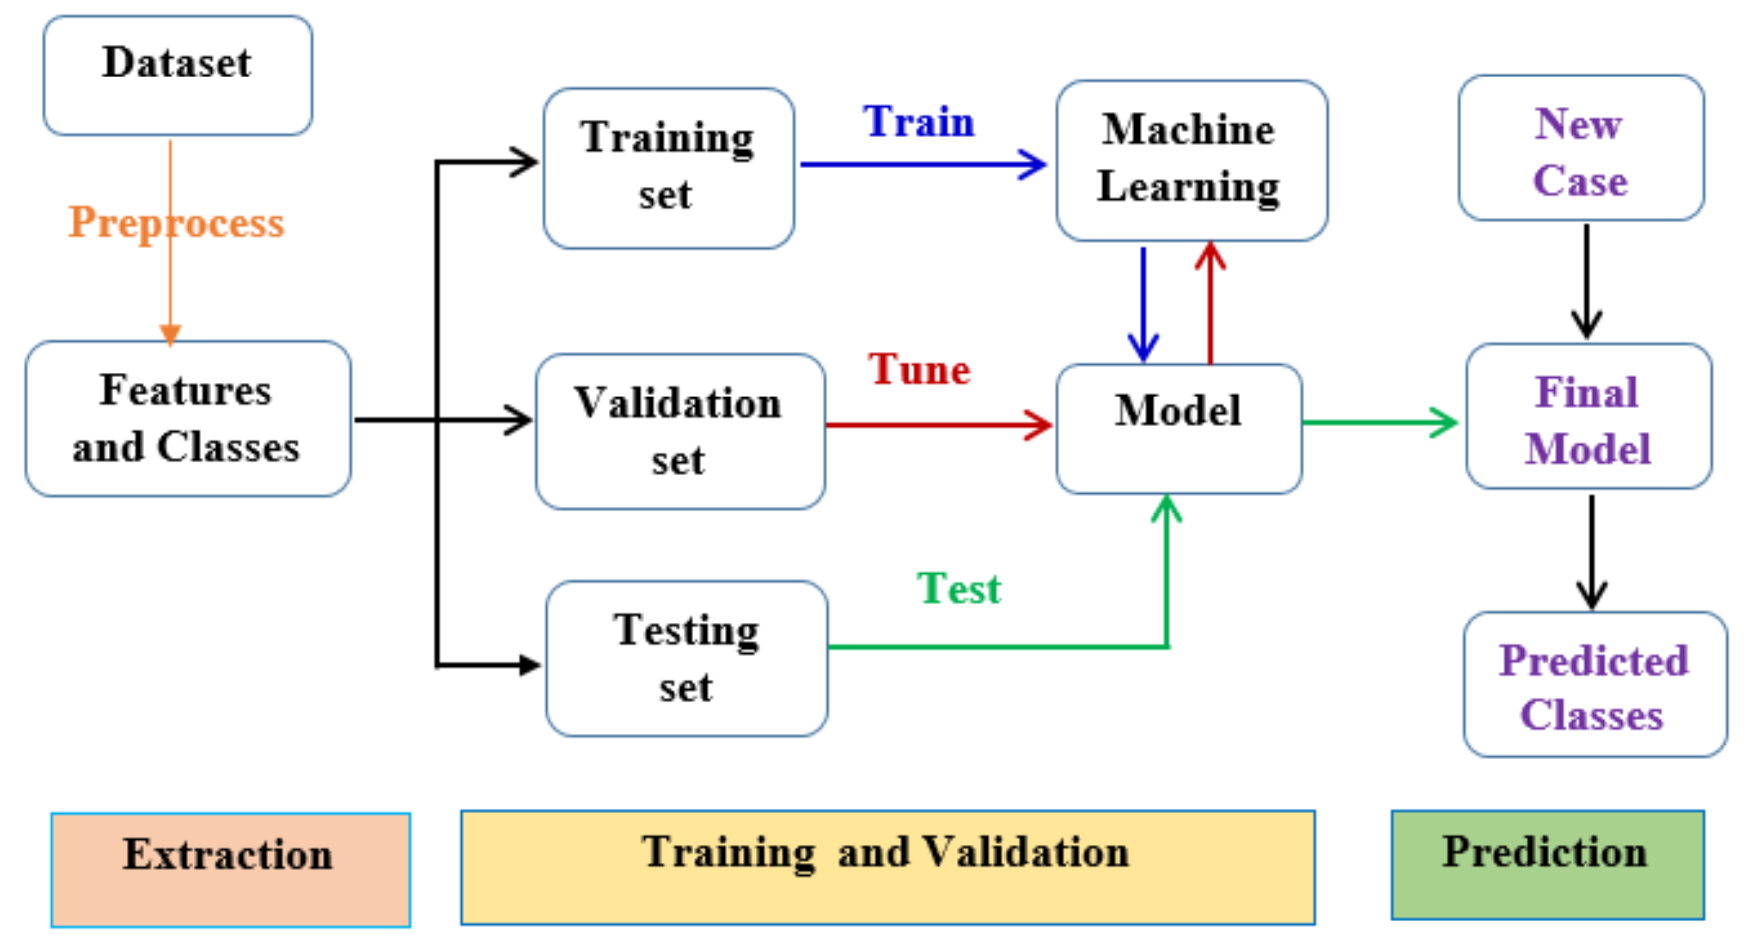 Dataset
Preprocess
Features
and Classes
Training
set
Train
Machine
Learning
Validation
set
Tune
Model
Testing
set
Test
New
Case
Final
Model
Predicted
Classes
Extraction
Training and Validation
Prediction